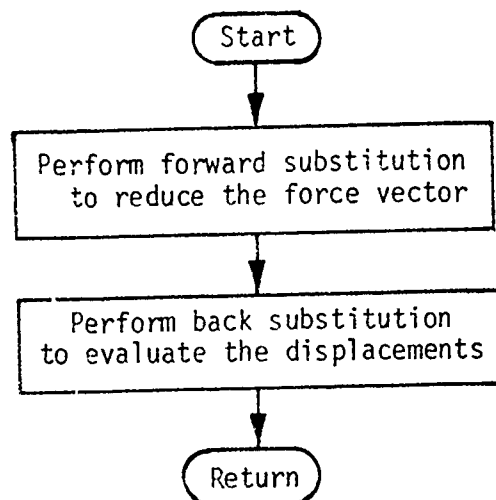 Start
Perform forward substitution
to reduce the force vector
Perform back substitution
to evaluate the displacements
Return